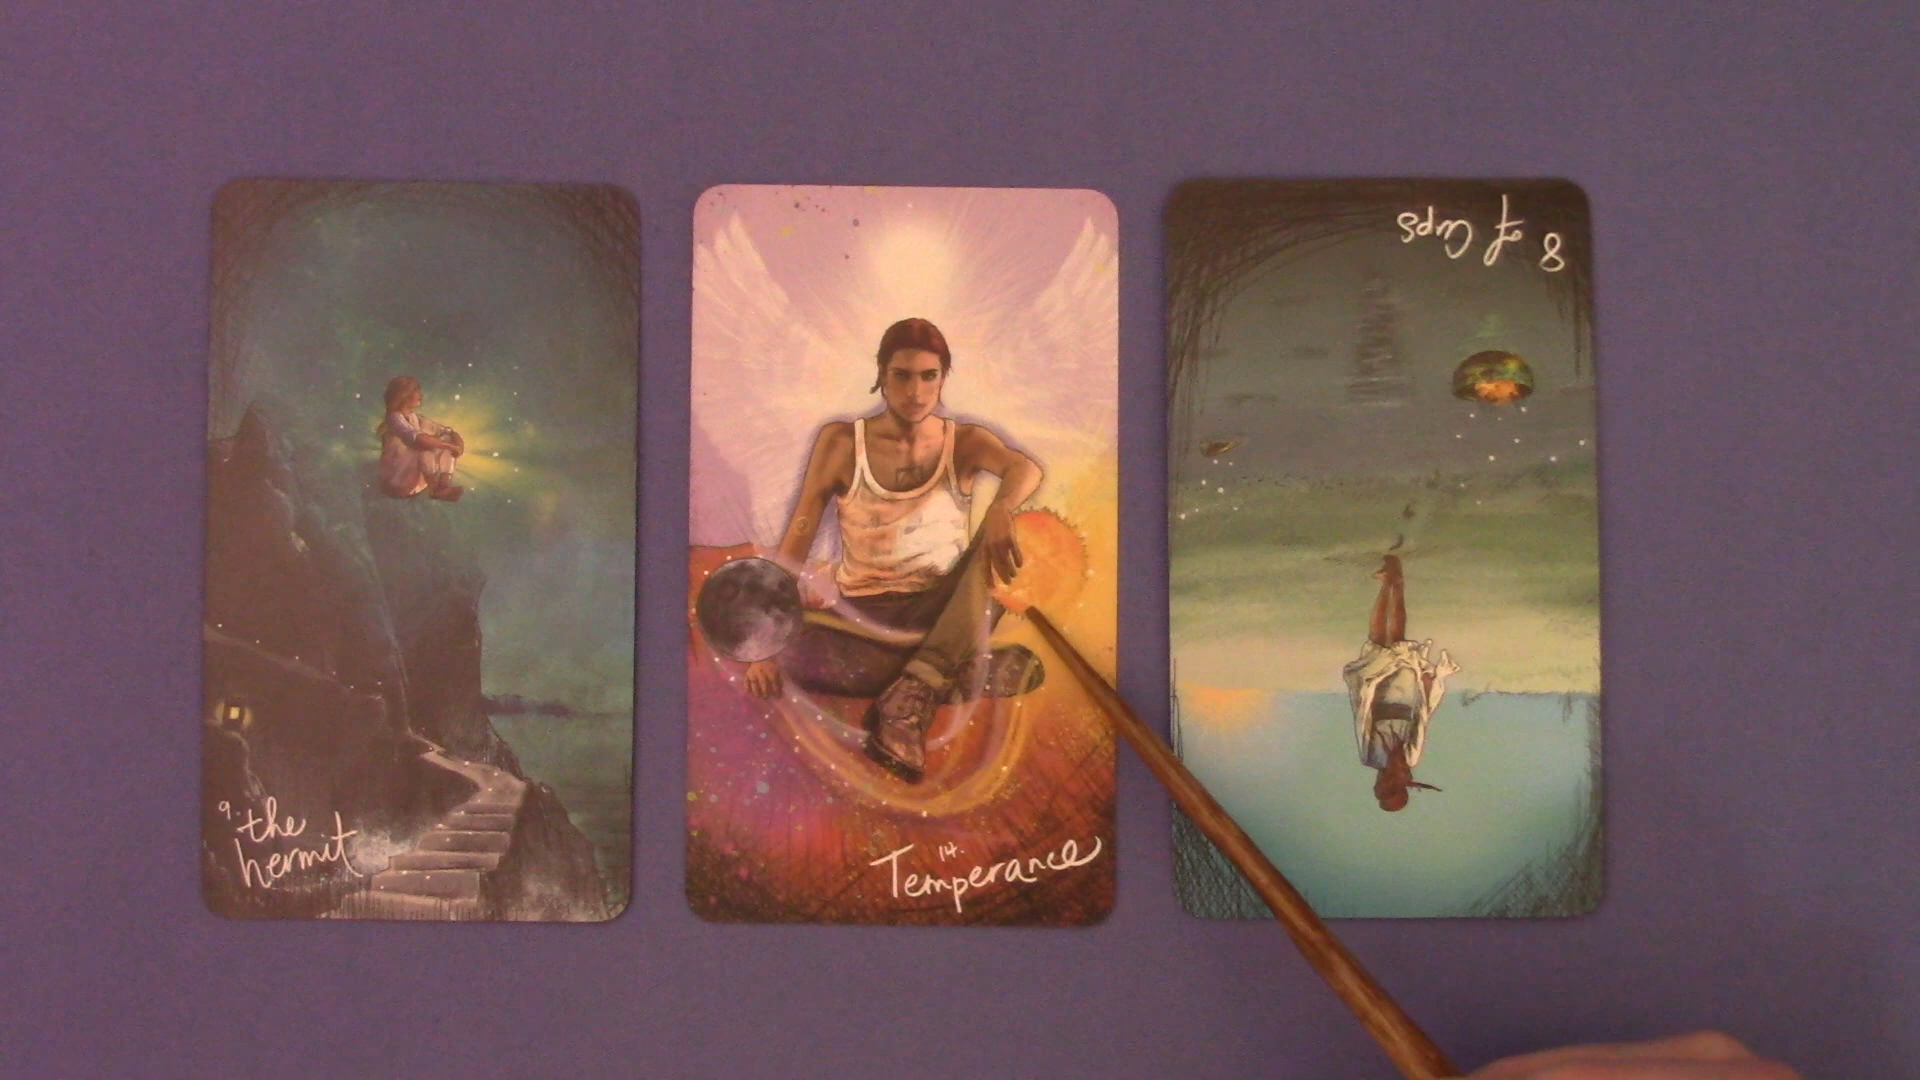 9.
the
hermit
14.
Temperance
8 of Cups